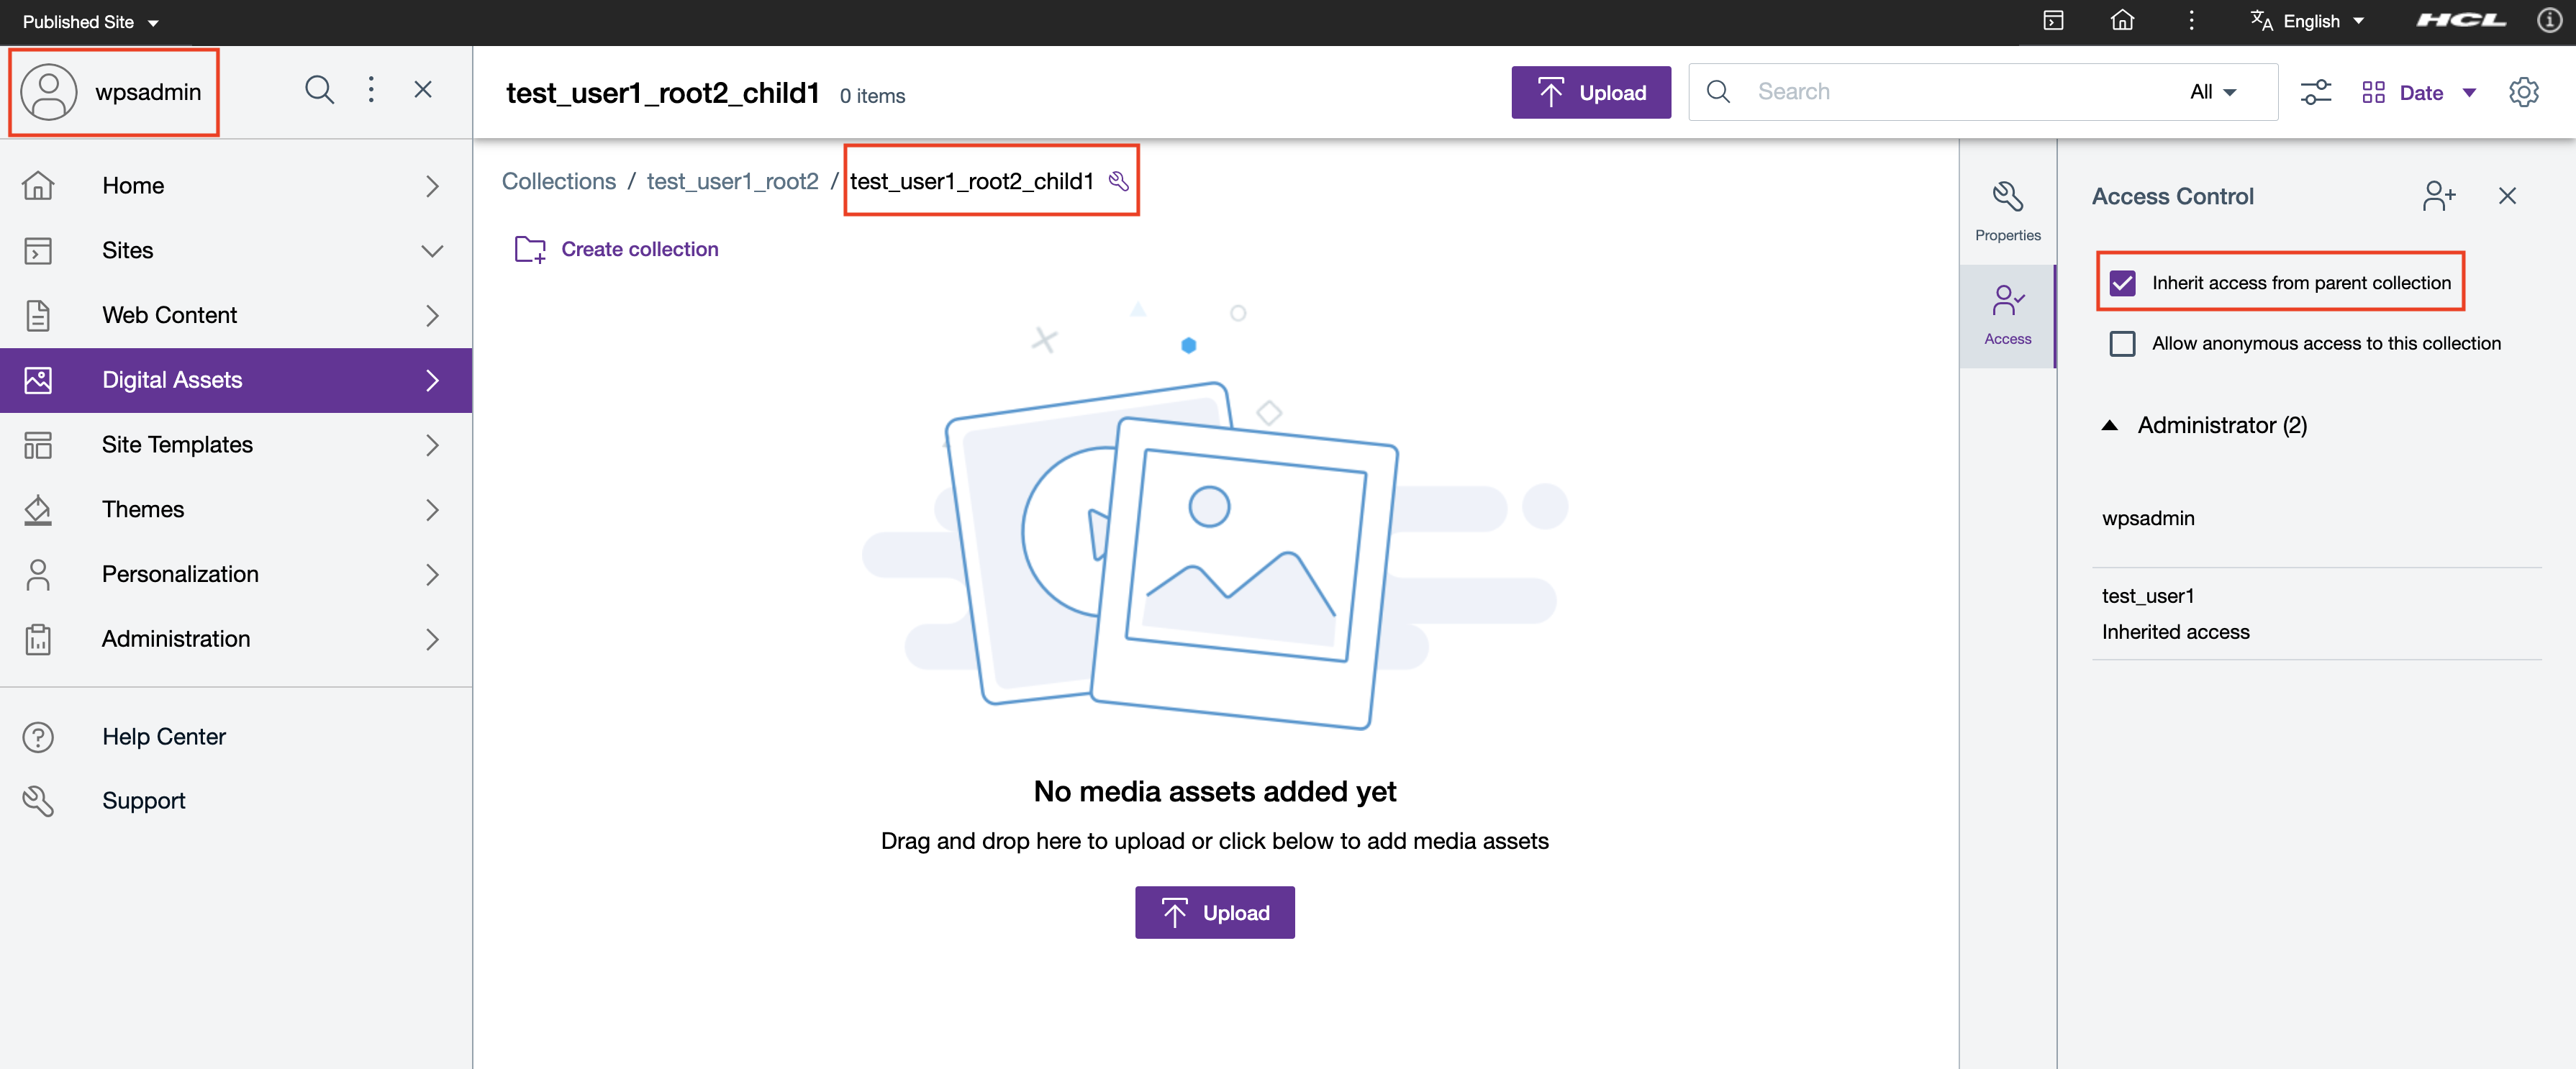 Published Site
English
HCL
wpsadmin
test_user1_root2_child1 0 items
Upload
Search
All
Date
Home
Sites
Web Content
Digital Assets
Site Templates
Themes
Personalization
Administration
Help Center
Support
Collections / test_user1_root2 / test_user1_root2_child1
Create collection
No media assets added yet
Drag and drop here to upload or click below to add media assets
Upload
Properties
Access
Access Control
Inherit access from parent collection
Allow anonymous access to this collection
Administrator (2)
wpsadmin
test_user1
Inherited access